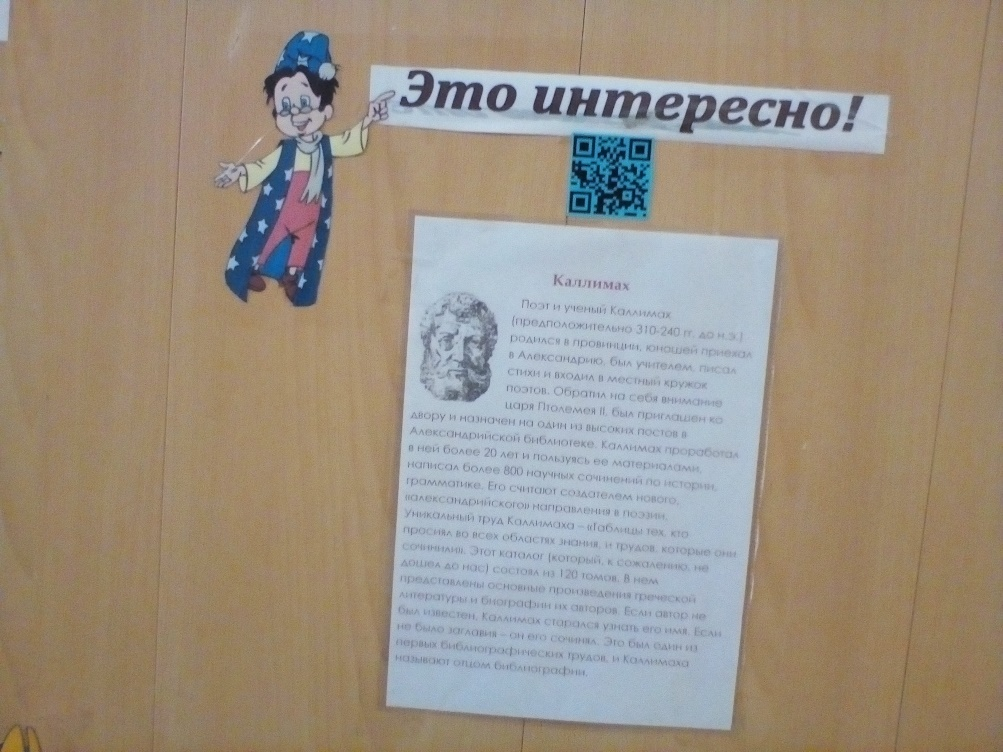 Это интересно!
Каллимах
Поэт и ученый Каллимах
(предположительно 310-240 гг. до н.э.)
родился в провинции, юношей приехал
в Александрию, был учителем, писал
стихи и входил в местный кружок
поэтов. Обратил на себя внимание
царя Птолемея II, был приглашен ко
двору и назначен на один из высоких постов в
Александрийской библиотеке. Каллимах проработал
в ней более 20 лет и пользуясь ее материалами,
написал более 800 научных сочинений по истории,
грамматике. Его считают создателем нового,
«александрийского» направления в поэзии.
Уникальный труд Каллимаха – «Таблицы тех, кто
просиял во всех областях знания, и трудов, которые они
сочинили». Этот каталог (который, к сожалению, не
дошел до нас) состоял из 120 томов. В нем
представлены основные произведения греческой
литературы и биографии их авторов. Если автор не
был известен, Каллимах старался узнать его имя. Если
не было заглавия – он его сочинял. Это был один из
первых библиографических трудов, и Каллимаха
называют отцом библиографии.